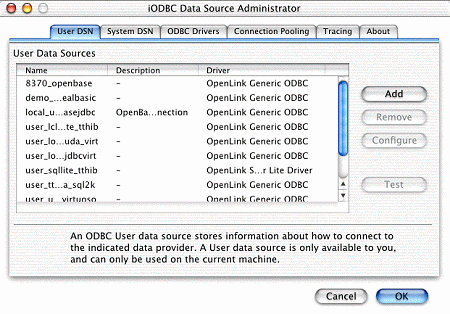 iODBC Data Source Administrator
User DSN System DSN ODBC Drivers Connection Pooling Tracing About
User Data Sources
Name Description Driver
8370_openbase – OpenLink Generic ODBC
demo_...ealbasic – OpenLink Generic ODBC
local_u...asejdbc OpenBa...nection OpenLink Generic ODBC
user_lcl...te_tthib – OpenLink Generic ODBC
user_lo...uda_virt – OpenLink Generic ODBC
user_lo...jdbcvirt – OpenLink Generic ODBC
user_sqllite_tthib – OpenLink S...r Lite Driver
user_tt...a_sql2k – OpenLink Generic ODBC
user_u...virtuoso – OpenLink Generic ODBC
Add
Remove
Configure
Test
An ODBC User data source stores information about how to connect to
the indicated data provider. A User data source is only available to you,
and can only be used on the current machine.
Cancel OK